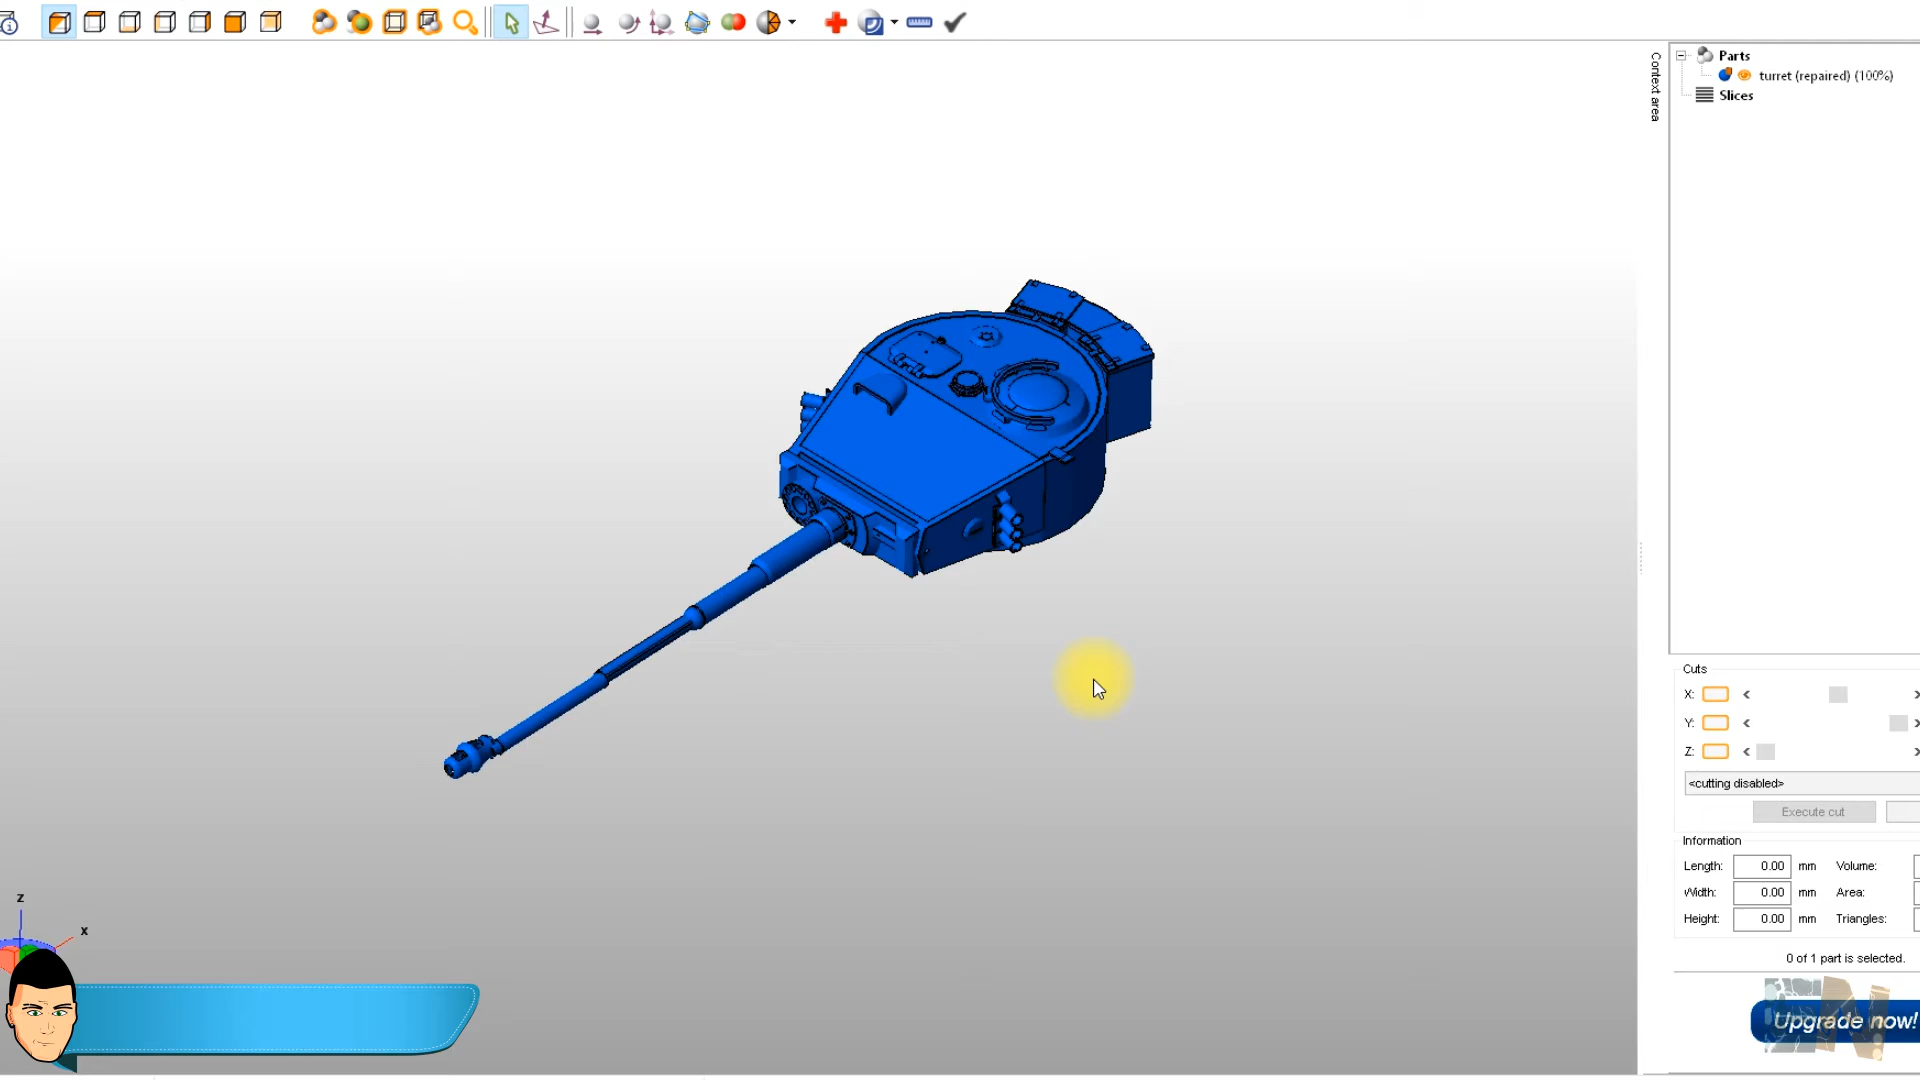 Context area
Parts
turret (repaired) (100%)
Slices
Cuts
X: < >
Y: < >
Z: < >
<cutting disabled>
Execute cut
Information
Length: 0.00 mm Volume:
Width: 0.00 mm Area:
Height: 0.00 mm Triangles:
0 of 1 part is selected.
Upgrade now!
z
x